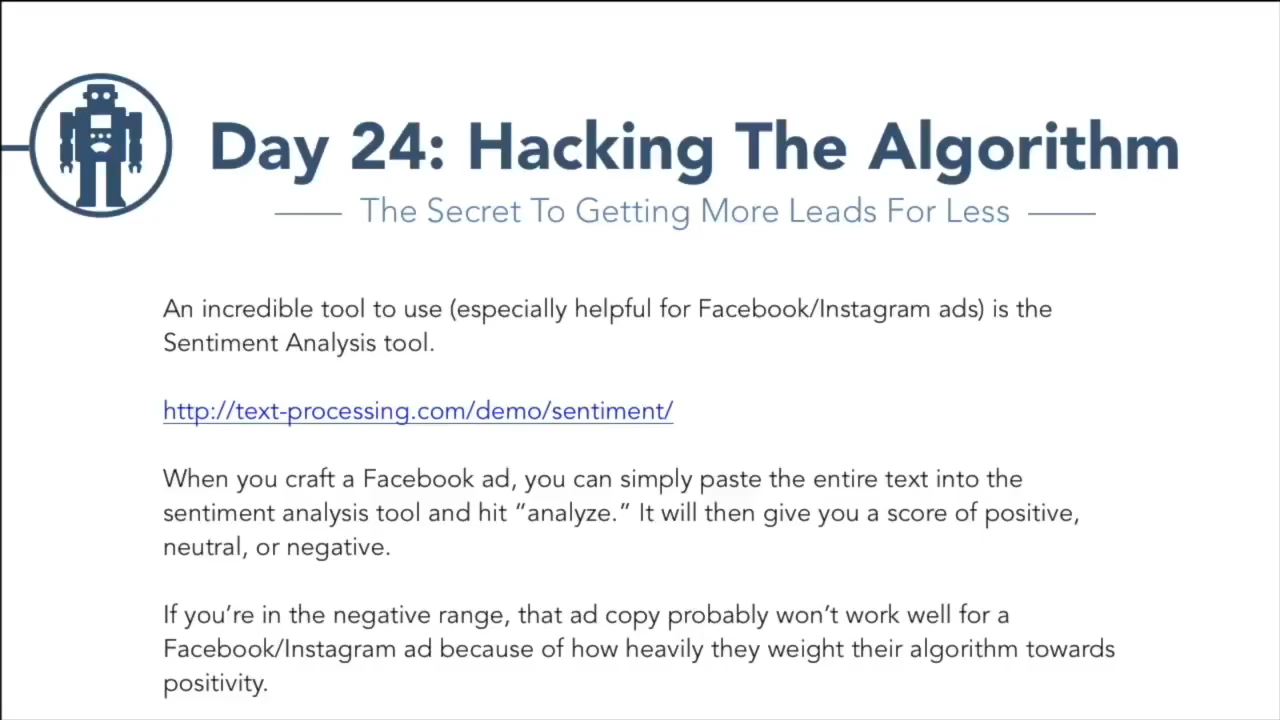 Day 24: Hacking The Algorithm
The Secret To Getting More Leads For Less
An incredible tool to use (especially helpful for Facebook/Instagram ads) is the
Sentiment Analysis tool.
http://text-processing.com/demo/sentiment/
When you craft a Facebook ad, you can simply paste the entire text into the
sentiment analysis tool and hit “analyze.” It will then give you a score of positive,
neutral, or negative.
If you’re in the negative range, that ad copy probably won’t work well for a
Facebook/Instagram ad because of how heavily they weight their algorithm towards
positivity.